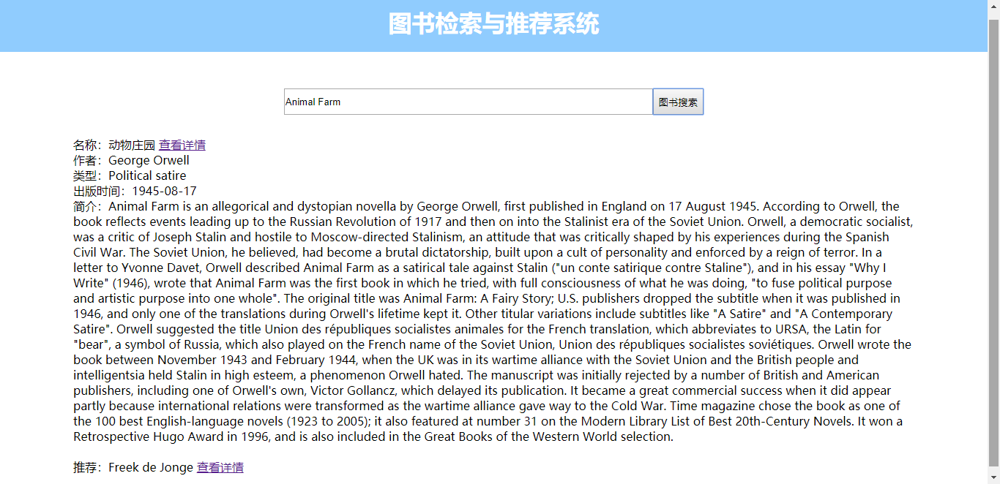 图书检索与推荐系统
Animal Farm
图书搜索
名称：动物庄园 查看详情
作者：George Orwell
类型：Political satire
出版时间：1945-08-17
简介：Animal Farm is an allegorical and dystopian novella by George Orwell, first published in England on 17 August 1945. According to Orwell, the
book reflects events leading up to the Russian Revolution of 1917 and then on into the Stalinist era of the Soviet Union. Orwell, a democratic socialist,
was a critic of Joseph Stalin and hostile to Moscow-directed Stalinism, an attitude that was critically shaped by his experiences during the Spanish
Civil War. The Soviet Union, he believed, had become a brutal dictatorship, built upon a cult of personality and enforced by a reign of terror. In a
letter to Yvonne Davet, Orwell described Animal Farm as a satirical tale against Stalin ("un conte satirique contre Staline"), and in his essay "Why I
Write" (1946), wrote that Animal Farm was the first book in which he tried, with full consciousness of what he was doing, "to fuse political purpose
and artistic purpose into one whole". The original title was Animal Farm: A Fairy Story; U.S. publishers dropped the subtitle when it was published in
1946, and only one of the translations during Orwell's lifetime kept it. Other titular variations include subtitles like "A Satire" and "A Contemporary
Satire". Orwell suggested the title Union des républiques socialistes animales for the French translation, which abbreviates to URSA, the Latin for
"bear", a symbol of Russia, which also played on the French name of the Soviet Union, Union des républiques socialistes soviétiques. Orwell wrote the
book between November 1943 and February 1944, when the UK was in its wartime alliance with the Soviet Union and the British people and
intelligentsia held Stalin in high esteem, a phenomenon Orwell hated. The manuscript was initially rejected by a number of British and American
publishers, including one of Orwell's own, Victor Gollancz, which delayed its publication. It became a great commercial success when it did appear
partly because international relations were transformed as the wartime alliance gave way to the Cold War. Time magazine chose the book as one of
the 100 best English-language novels (1923 to 2005); it also featured at number 31 on the Modern Library List of Best 20th-Century Novels. It won a
Retrospective Hugo Award in 1996, and is also included in the Great Books of the Western World selection.
推荐：Freek de Jonge 查看详情